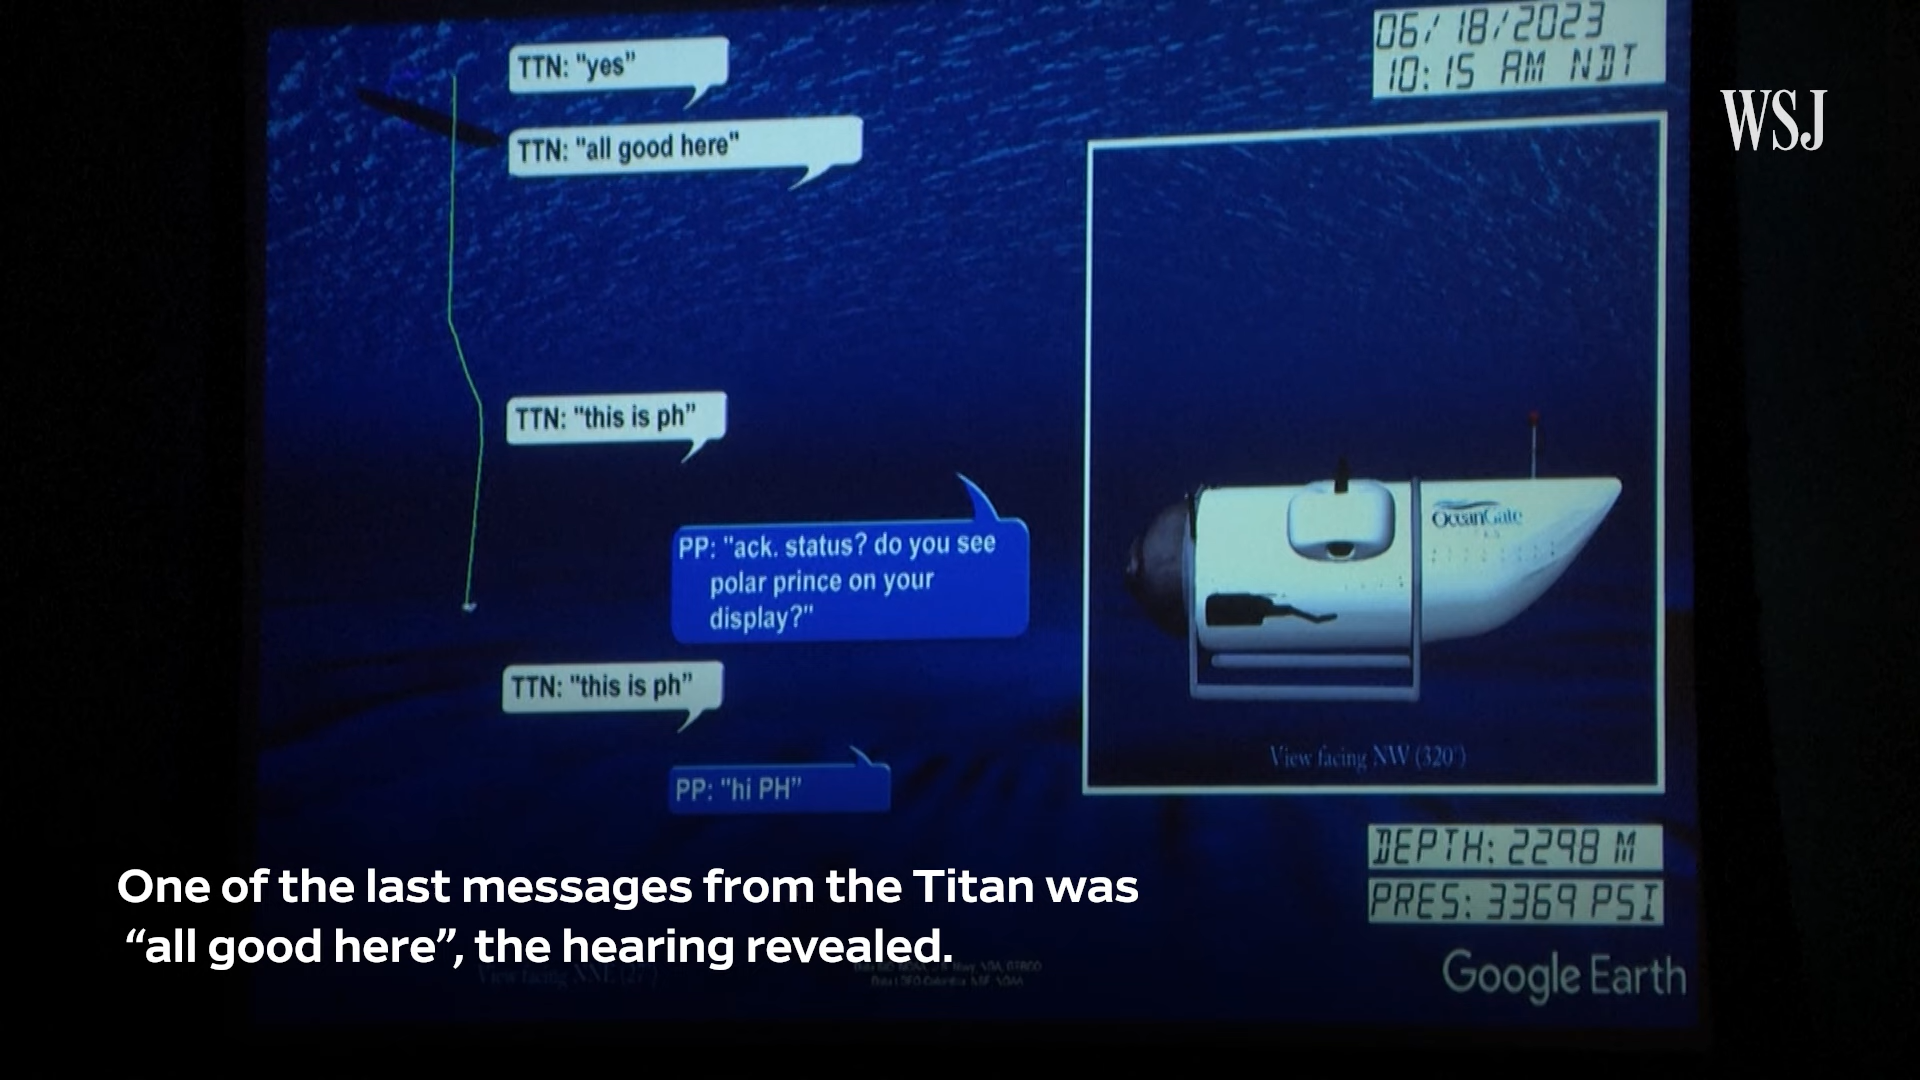 TTN: "yes"
TTN: "all good here"
TTN: "this is ph"
PP: "ack. status? do you see
polar prince on your
display?"
TTN: "this is ph"
PP: "hi PH"
06/18/2023
10:15 AM NDT
WSJ
OceanGate
View facing NW (320°)
DEPTH: 2298 M
PRES: 3369 PSI
Google Earth
One of the last messages from the Titan was
“all good here”, the hearing revealed.